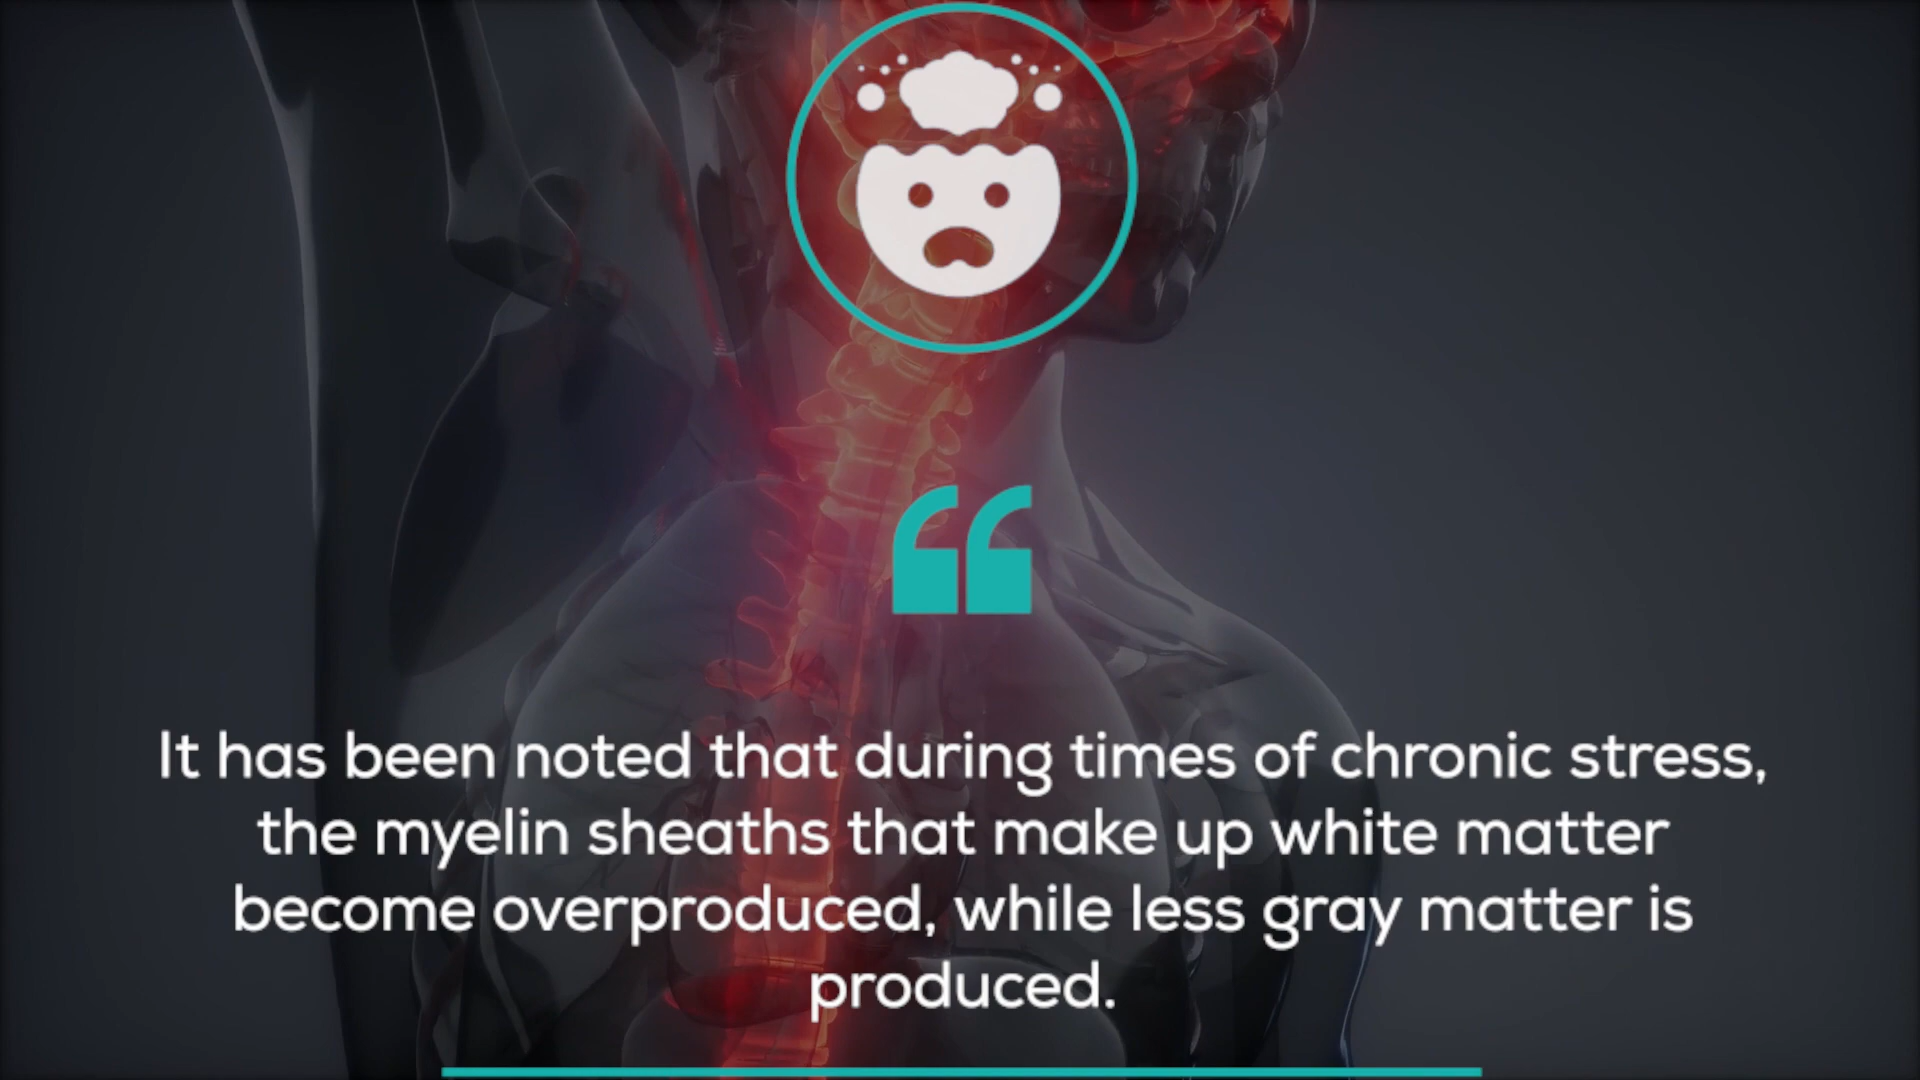 “
It has been noted that during times of chronic stress,
the myelin sheaths that make up white matter
become overproduced, while less gray matter is
produced.